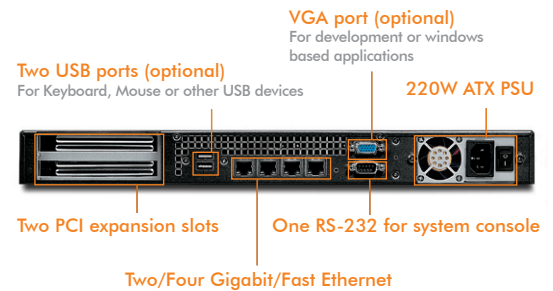 VGA port (optional)
For development or windows
based applications
Two USB ports (optional)
For Keyboard, Mouse or other USB devices
220W ATX PSU
Two PCI expansion slots
One RS-232 for system console
Two/Four Gigabit/Fast Ethernet